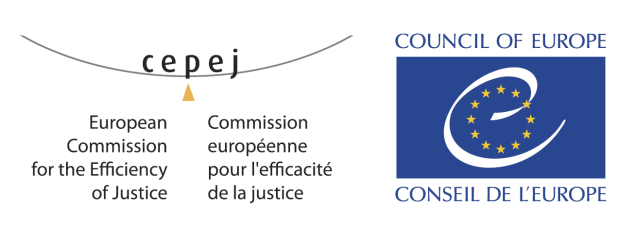 cepej
European
Commission
for the Efficiency
of Justice
Commission
européenne
pour l'efficacité
de la justice
COUNCIL OF EUROPE
CONSEIL DE L'EUROPE